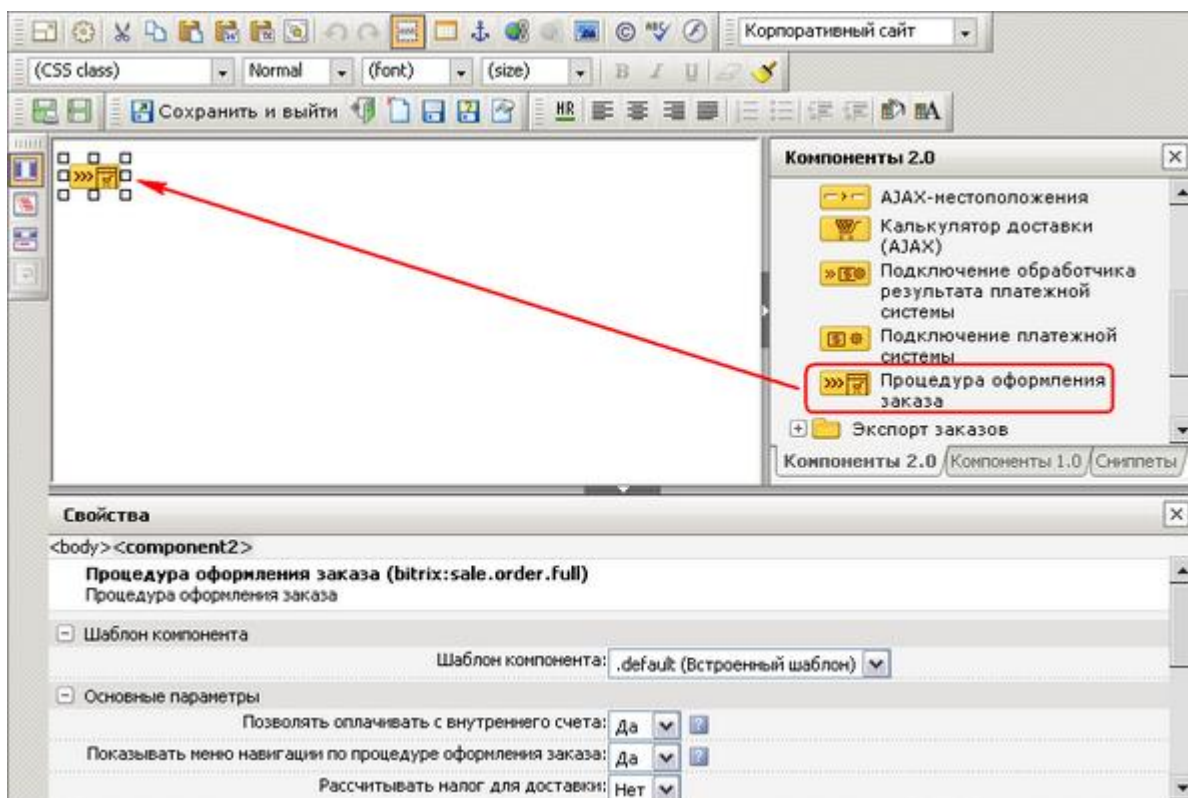 Корпоративный сайт
(CSS class) Normal (font) (size) B I U
Сохранить и выйти HR
Компоненты 2.0
AJAX-местоположения
Калькулятор доставки
(AJAX)
Подключение обработчика
результата платежной
системы
Подключение платежной
системы
Процедура оформления
заказа
Экспорт заказов
Компоненты 2.0 Компоненты 1.0 Сниппеты
Свойства
<body><component2>
Процедура оформления заказа (bitrix:sale.order.full)
Процедура оформления заказа
Шаблон компонента
Шаблон компонента: .default (Встроенный шаблон)
Основные параметры
Позволять оплачивать с внутреннего счета: Да
Показывать меню навигации по процедуре оформления заказа: Да
Рассчитывать налог для доставки: Нет